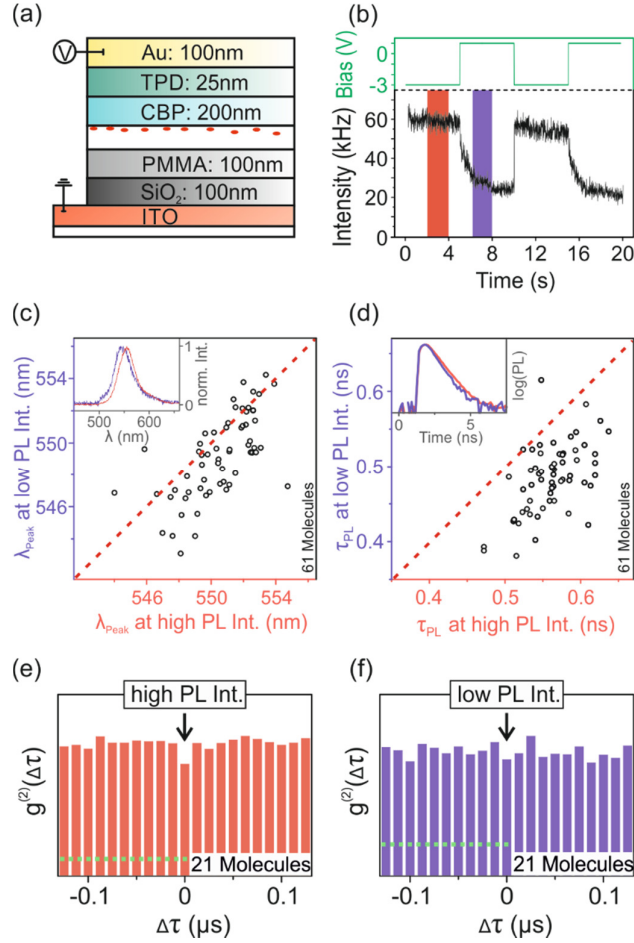 (a)
V
Au: 100nm
TPD: 25nm
CBP: 200nm
PMMA: 100nm
SiO₂: 100nm
ITO
(b)
Bias (V)
0
-3
Intensity (kHz)
60
40
20
0
0 4 8 12 16 20
Time (s)
(c)
λPeak at low PL Int. (nm)
554
550
546
546 550 554
λPeak at high PL Int. (nm)
norm. Int.
1
0
500 600
λ (nm)
61 Molecules
(d)
τPL at low PL Int. (ns)
0.6
0.5
0.4
0.4 0.5 0.6
τPL at high PL Int. (ns)
log(PL)
0 5
Time (ns)
61 Molecules
(e)
high PL Int.
g⁽²⁾(Δτ)
21 Molecules
-0.1 0 0.1
Δτ (µs)
(f)
low PL Int.
g⁽²⁾(Δτ)
21 Molecules
-0.1 0 0.1
Δτ (µs)